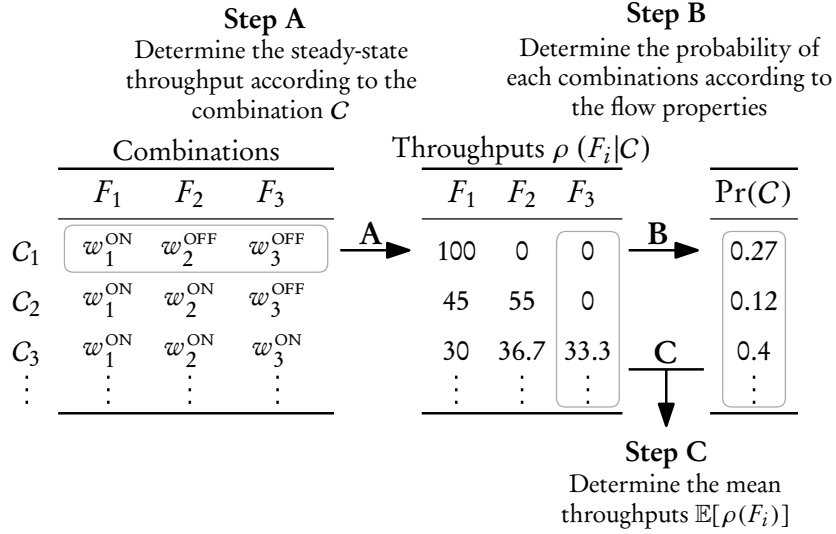 Step A
Determine the steady-state
throughput according to the
combination C
Step B
Determine the probability of
each combinations according to
the flow properties
Combinations
Throughputs ρ (F_i|C)
F_1 F_2 F_3
F_1 F_2 F_3
Pr(C)
C_1 w_1^ON w_2^OFF w_3^OFF A 100 0 0 B 0.27
C_2 w_1^ON w_2^ON w_3^OFF 45 55 0 0.12
C_3 w_1^ON w_2^ON w_3^ON 30 36.7 33.3 C 0.4
⋮ ⋮ ⋮ ⋮ ⋮ ⋮ ⋮ ⋮
Step C
Determine the mean
throughputs 𝔼[ρ(F_i)]